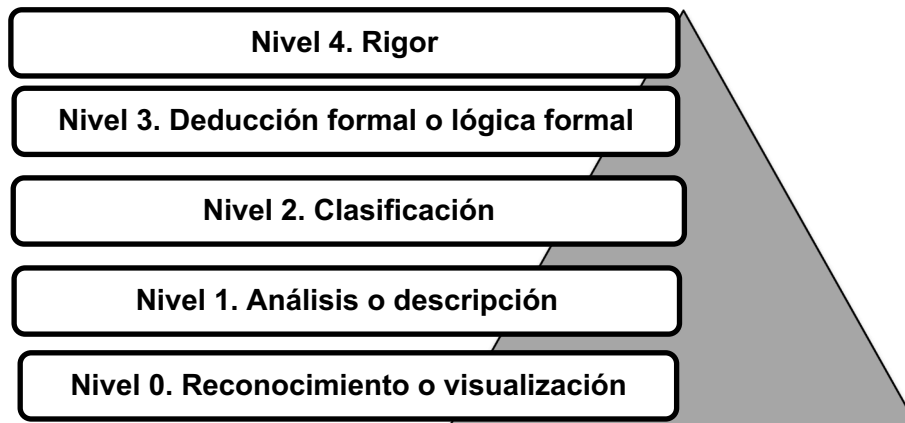 Nivel 4. Rigor
Nivel 3. Deducción formal o lógica formal
Nivel 2. Clasificación
Nivel 1. Análisis o descripción
Nivel 0. Reconocimiento o visualización